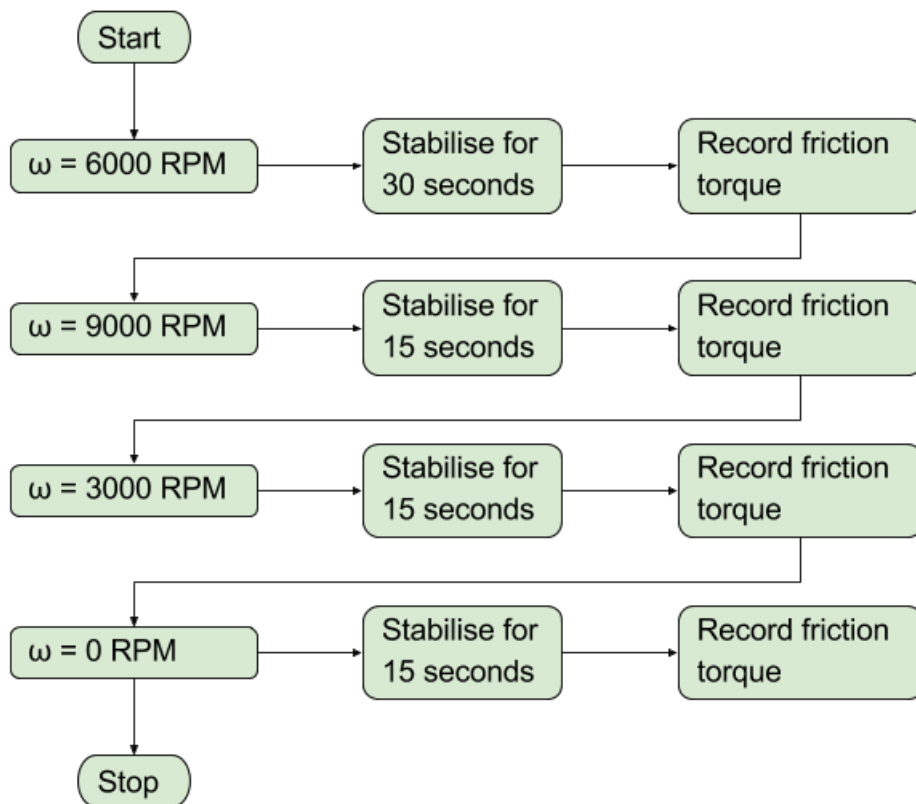 Start
ω = 6000 RPM
Stabilise for
30 seconds
Record friction
torque
ω = 9000 RPM
Stabilise for
15 seconds
Record friction
torque
ω = 3000 RPM
Stabilise for
15 seconds
Record friction
torque
ω = 0 RPM
Stabilise for
15 seconds
Record friction
torque
Stop